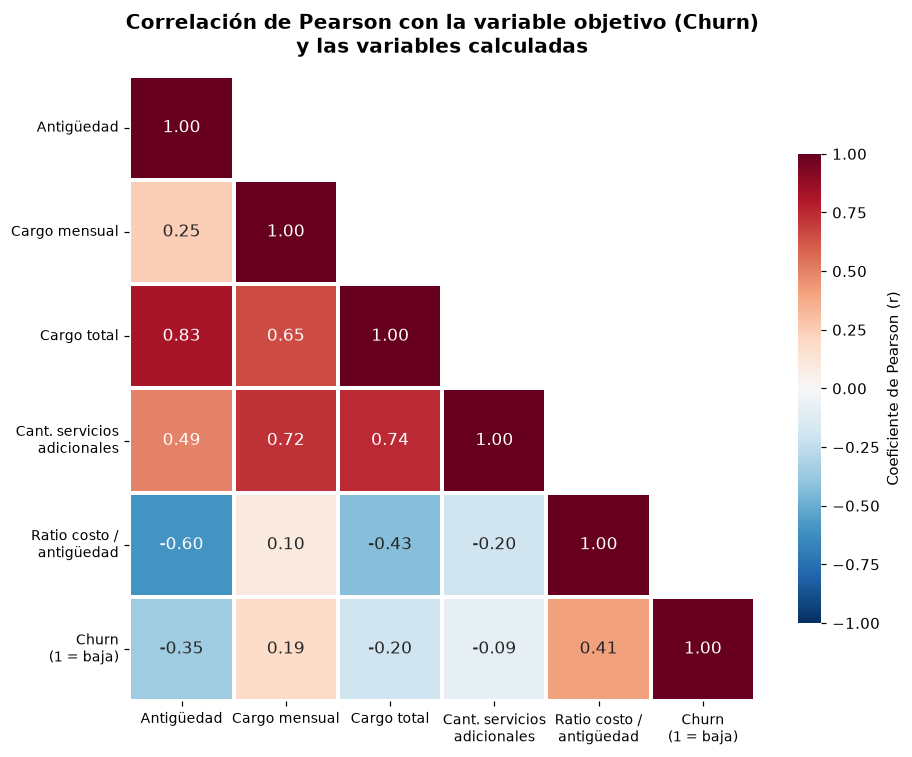 Correlación de Pearson con la variable objetivo (Churn)
y las variables calculadas
Antigüedad
1.00
Cargo mensual
0.25 1.00
Cargo total
0.83 0.65 1.00
Cant. servicios
adicionales
0.49 0.72 0.74 1.00
Ratio costo /
antigüedad
-0.60 0.10 -0.43 -0.20 1.00
Churn
(1 = baja)
-0.35 0.19 -0.20 -0.09 0.41 1.00
Antigüedad
Cargo mensual
Cargo total
Cant. servicios
adicionales
Ratio costo /
antigüedad
Churn
(1 = baja)
1.00
0.75
0.50
0.25
0.00
−0.25
−0.50
−0.75
−1.00
Coeficiente de Pearson (r)